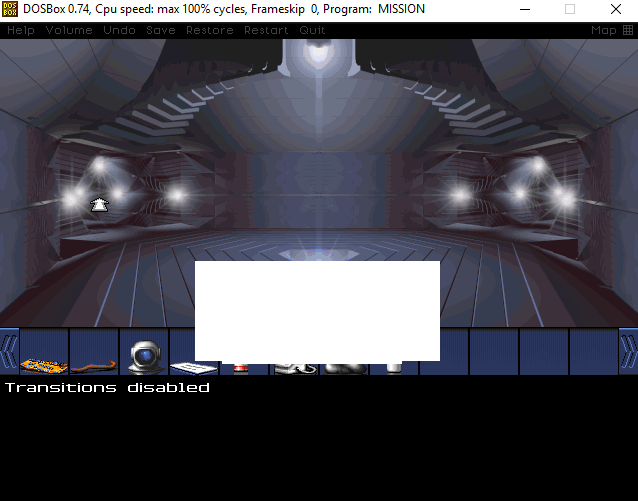 DOSBox 0.74, Cpu speed: max 100% cycles, Frameskip 0, Program: MISSION
Help Volume Undo Save Restore Restart Quit Map
Transitions disabled